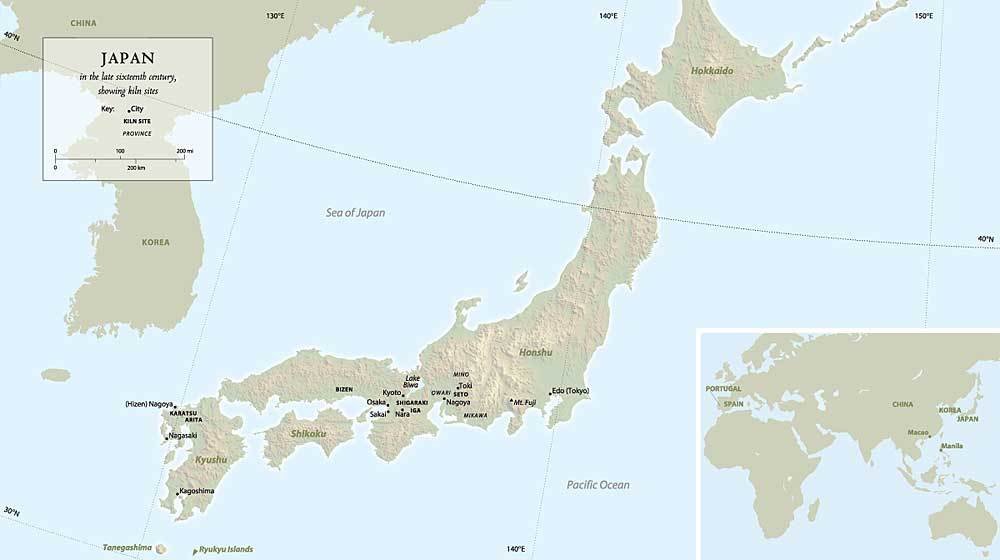 130°E
140°E
150°E
CHINA
40°N
JAPAN
in the late sixteenth century,
showing kiln sites
Key: City
KILN SITE
PROVINCE
0 100 200 mi
0 200 km
Hokkaido
Sea of Japan
KOREA
40°N
Honshu
Lake
Biwa
MINO
Toki
BIZEN
Kyoto
OWARI
SETO
Edo (Tokyo)
(Hizen) Nagoya
Osaka
SHIGARAKI
Nagoya
Mt. Fuji
KARATSU
ARITA
Sakai
Nara
IGA
MIKAWA
Nagasaki
Shikoku
Kyushu
Kagoshima
Pacific Ocean
30°N
Tanegashima
Ryukyu Islands
140°E
PORTUGAL
SPAIN
CHINA
KOREA
JAPAN
Macao
Manila